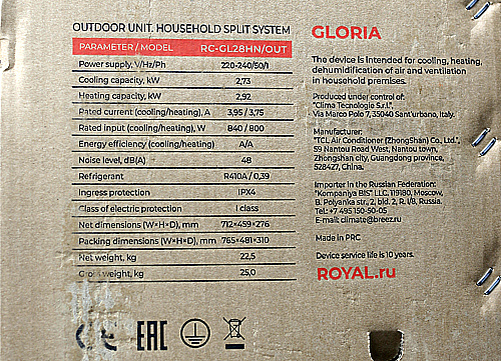 OUTDOOR UNIT. HOUSEHOLD SPLIT SYSTEM
PARAMETER / MODEL RC-GL28HN/OUT
Power supply, V/Hz/Ph 220-240/50/1
Cooling capacity, kW 2,73
Heating capacity, kW 2,92
Rated current (cooling/heating), A 3,95 / 3,75
Rated input (cooling/heating), W 840 / 800
Energy efficiency (cooling/heating) A/A
Noise level, dB(A) 48
Refrigerant R410A / 0,39
Ingress protection IPX4
Class of electric protection I class
Net dimensions (W×H×D), mm 712×459×276
Packing dimensions (W×H×D), mm 765×481×310
Net weight, kg 22,5
Gross weight, kg 25,0
CE EAC
GLORIA
The device is intended for cooling, heating,
dehumidification of air and ventilation
in household premises.
Produced under control of:
"Clima Tecnologie S.r.l.",
Via Marco Polo 7, 35040 Sant'urbano, Italy.
Manufacturer:
"TCL Air Conditioner (ZhongShan) Co., Ltd.",
59 Nantou Road West, Nantou town,
Zhongshan city, Guangdong province,
528427, China.
Importer in the Russian Federation:
"Kompaniya BIS" LLC. 119180, Moscow,
B. Polyanka str., 2, bld. 2, R. I/8, Russia.
Tel.: +7 495 150-50-05
E-mail: climate@breez.ru
Made in PRC
Device service life is 10 years.
ROYAL.ru